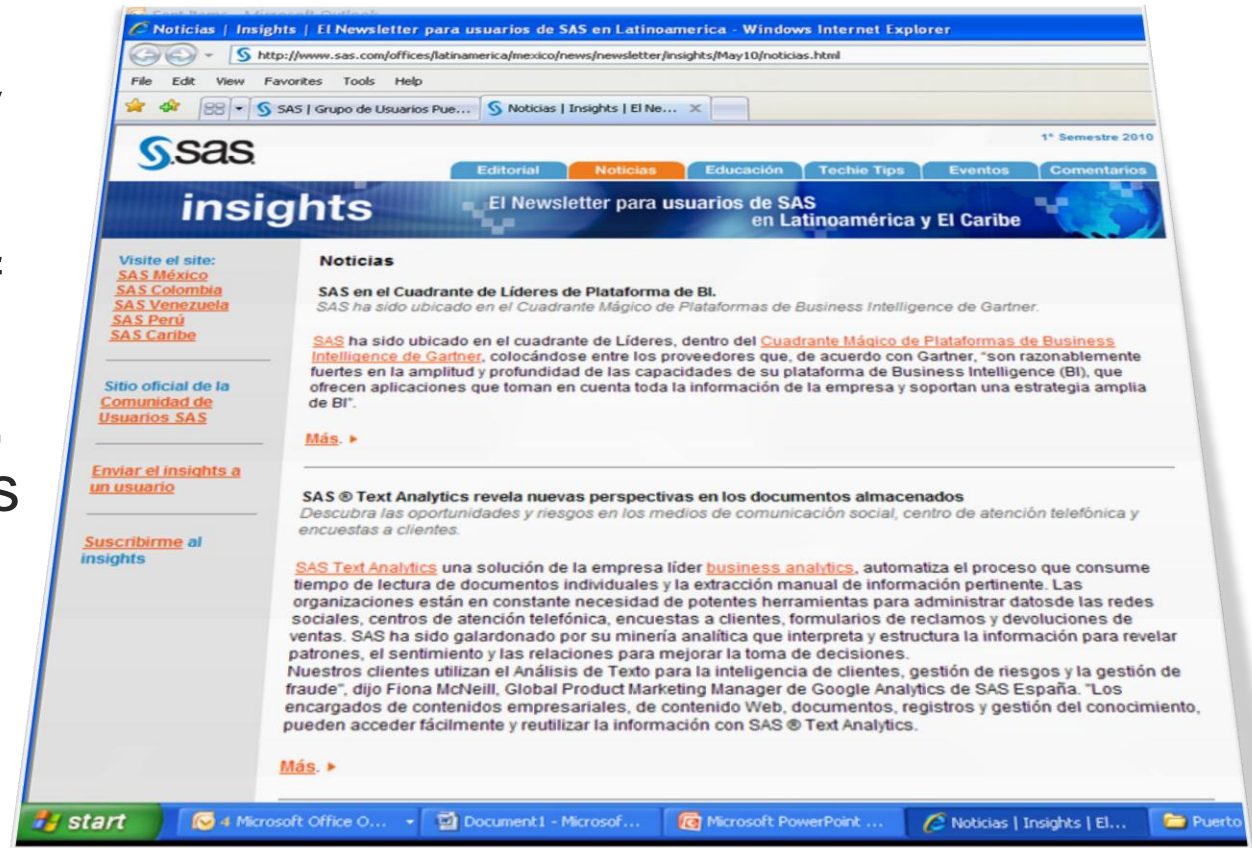 Sent Items - Microsoft Outlook
Noticias | Insights | El Newsletter para usuarios de SAS en Latinoamerica - Windows Internet Explorer
http://www.sas.com/offices/latinamerica/mexico/news/newsletter/insights/May10/noticias.html
File Edit View Favorites Tools Help
SAS | Grupo de Usuarios Pue... Noticias | Insights | El Ne...
1° Semestre 2010
sas
Editorial Noticias Educación Techie Tips Eventos Comentarios
insights
El Newsletter para usuarios de SAS
en Latinoamérica y El Caribe
Visite el site:
SAS México
SAS Colombia
SAS Venezuela
SAS Perú
SAS Caribe
Sitio oficial de la
Comunidad de
Usuarios SAS
Enviar el insights a
un usuario
Suscribirme al
insights
Noticias
SAS en el Cuadrante de Líderes de Plataforma de BI.
SAS ha sido ubicado en el Cuadrante Mágico de Plataformas de Business Intelligence de Gartner.
SAS ha sido ubicado en el cuadrante de Líderes, dentro del Cuadrante Mágico de Plataformas de Business
Intelligence de Gartner, colocándose entre los proveedores que, de acuerdo con Gartner, “son razonablemente
fuertes en la amplitud y profundidad de las capacidades de su plataforma de Business Intelligence (BI), que
ofrecen aplicaciones que toman en cuenta toda la información de la empresa y soportan una estrategia amplia
de BI”.
Más.
SAS ® Text Analytics revela nuevas perspectivas en los documentos almacenados
Descubra las oportunidades y riesgos en los medios de comunicación social, centro de atención telefónica y
encuestas a clientes.
SAS Text Analytics una solución de la empresa líder business analytics, automatiza el proceso que consume
tiempo de lectura de documentos individuales y la extracción manual de información pertinente. Las
organizaciones están en constante necesidad de potentes herramientas para administrar datosde las redes
sociales, centros de atención telefónica, encuestas a clientes, formularios de reclamos y devoluciones de
ventas. SAS ha sido galardonado por su minería analítica que interpreta y estructura la información para revelar
patrones, el sentimiento y las relaciones para mejorar la toma de decisiones.
Nuestros clientes utilizan el Análisis de Texto para la inteligencia de clientes, gestión de riesgos y la gestión de
fraude”, dijo Fiona McNeill, Global Product Marketing Manager de Google Analytics de SAS España. “Los
encargados de contenidos empresariales, de contenido Web, documentos, registros y gestión del conocimiento,
pueden acceder fácilmente y reutilizar la información con SAS ® Text Analytics.
Más.
start 4 Microsoft Office O... Document1 - Microsof... Microsoft PowerPoint ... Noticias | Insights | El... Puerto